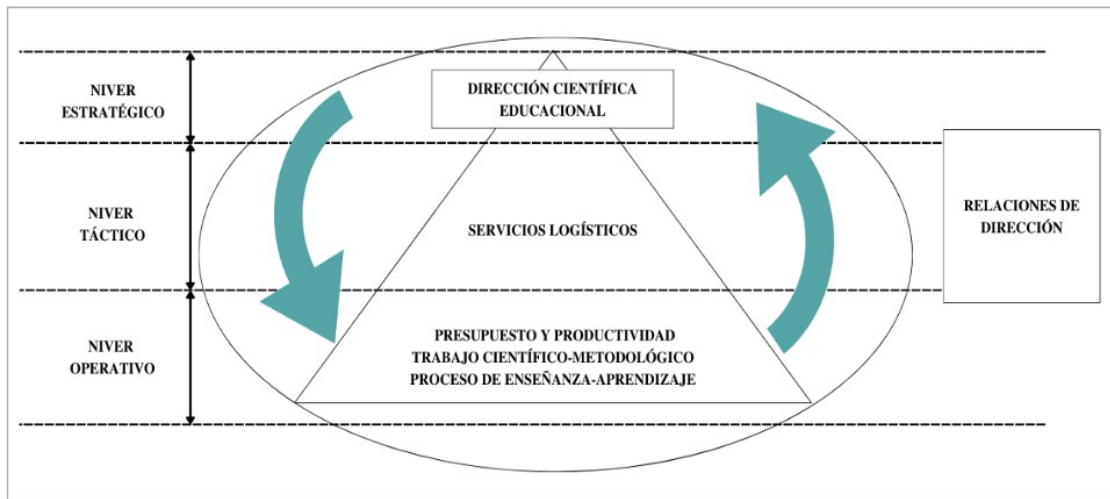 NIVER
ESTRATÉGICO
DIRECCIÓN CIENTÍFICA
EDUCACIONAL
NIVER
TÁCTICO
SERVICIOS LOGÍSTICOS
RELACIONES DE
DIRECCIÓN
NIVER
OPERATIVO
PRESUPUESTO Y PRODUCTIVIDAD
TRABAJO CIENTÍFICO-METODOLÓGICO
PROCESO DE ENSEÑANZA-APRENDIZAJE